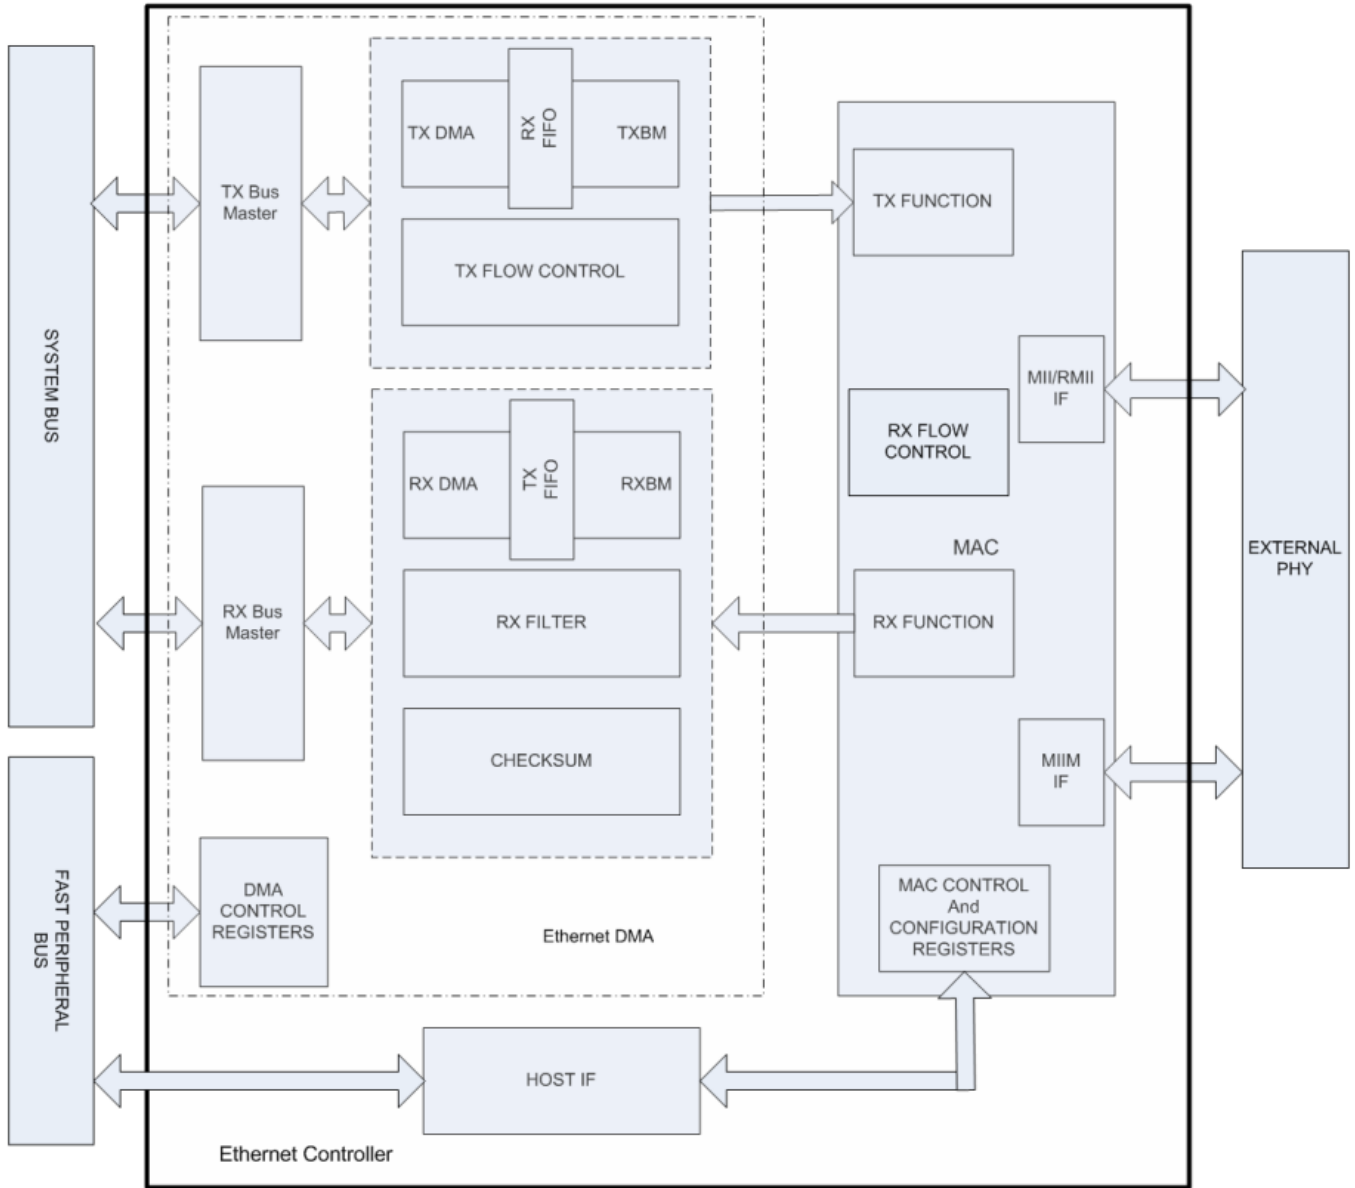 SYSTEM BUS
TX Bus
Master
TX DMA
RX
FIFO
TXBM
TX FLOW CONTROL
TX FUNCTION
MII/RMII
IF
RX FLOW
CONTROL
RX DMA
TX
FIFO
RXBM
MAC
EXTERNAL
PHY
RX Bus
Master
RX FILTER
RX FUNCTION
CHECKSUM
MIIM
IF
FAST PERIPHERAL
BUS
DMA
CONTROL
REGISTERS
Ethernet DMA
MAC CONTROL
And
CONFIGURATION
REGISTERS
HOST IF
Ethernet Controller